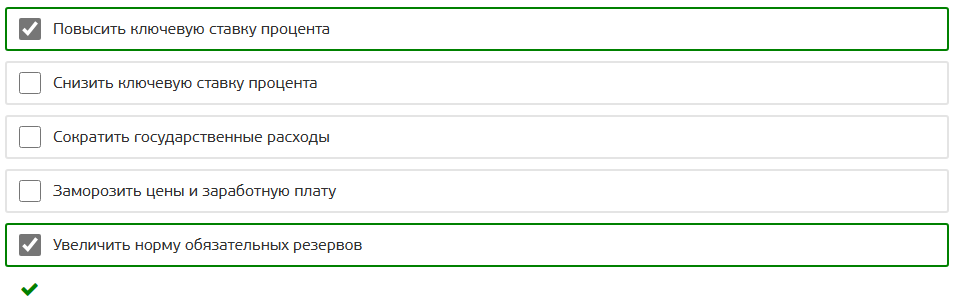 Повысить ключевую ставку процента
Снизить ключевую ставку процента
Сократить государственные расходы
Заморозить цены и заработную плату
Увеличить норму обязательных резервов